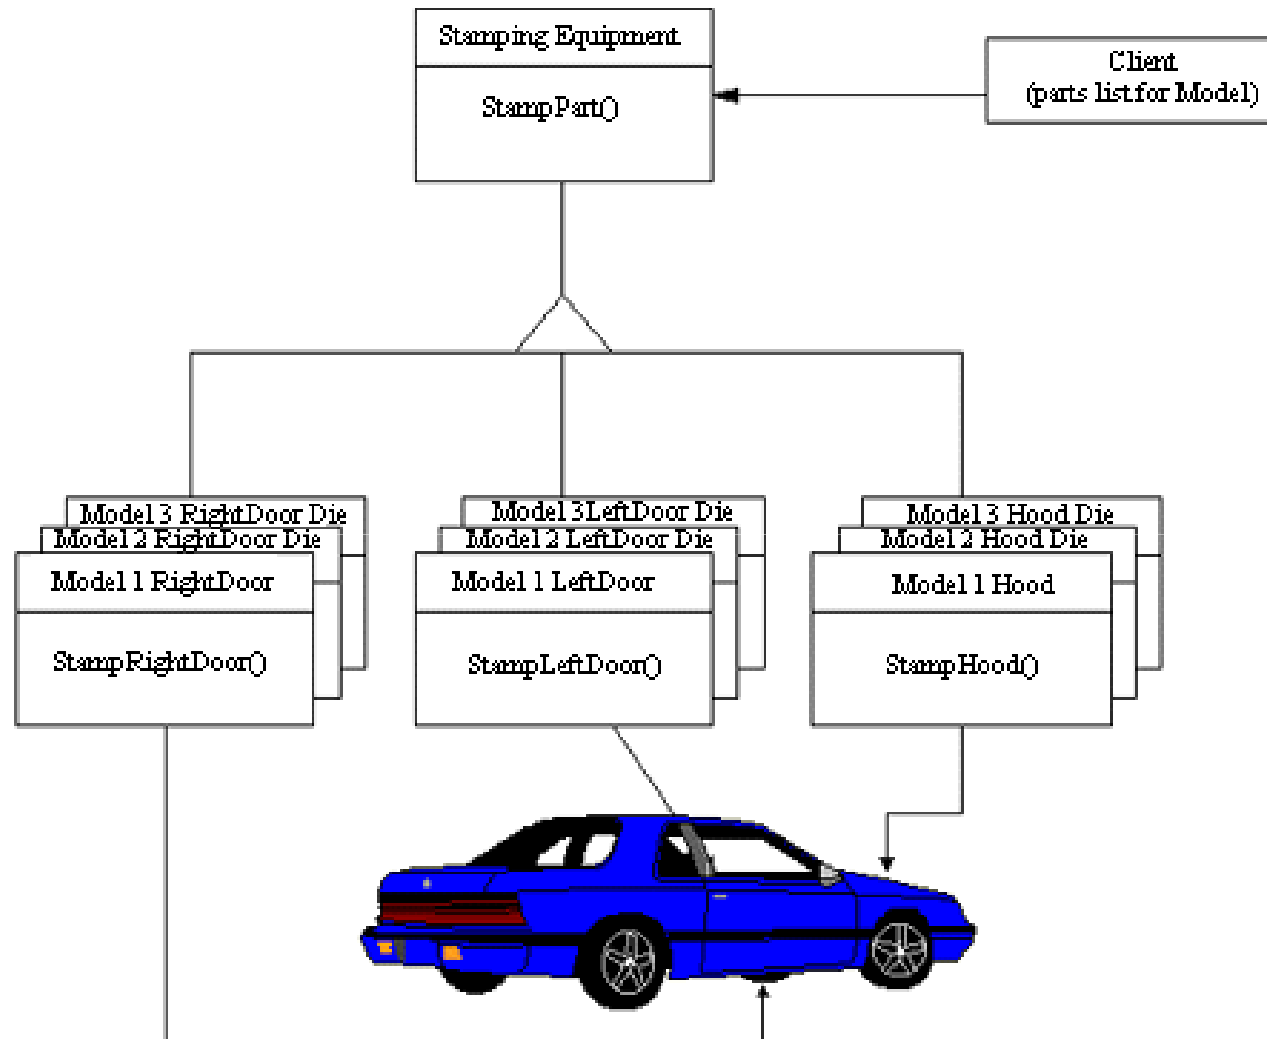 Stamping Equipment
StampPart()
Client
(parts list for Model)
Model 3 RightDoor Die
Model 2 RightDoor Die
Model 1 RightDoor
StampRightDoor()
Model 3 LeftDoor Die
Model 2 LeftDoor Die
Model 1 LeftDoor
StampLeftDoor()
Model 3 Hood Die
Model 2 Hood Die
Model 1 Hood
StampHood()